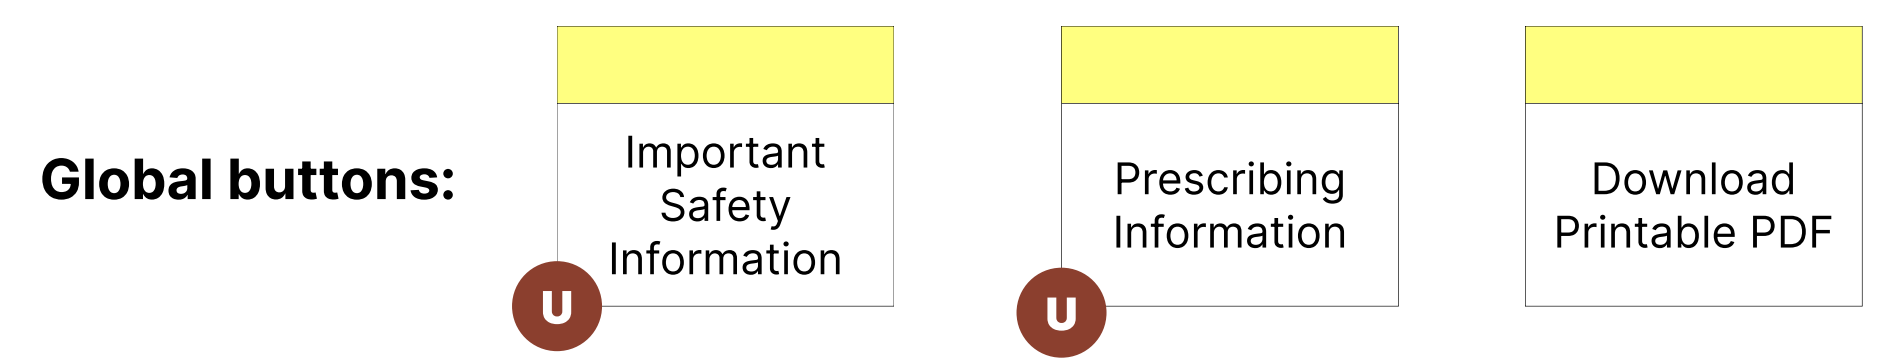 Global buttons:
Important
Safety
Information
U
Prescribing
Information
U
Download
Printable PDF